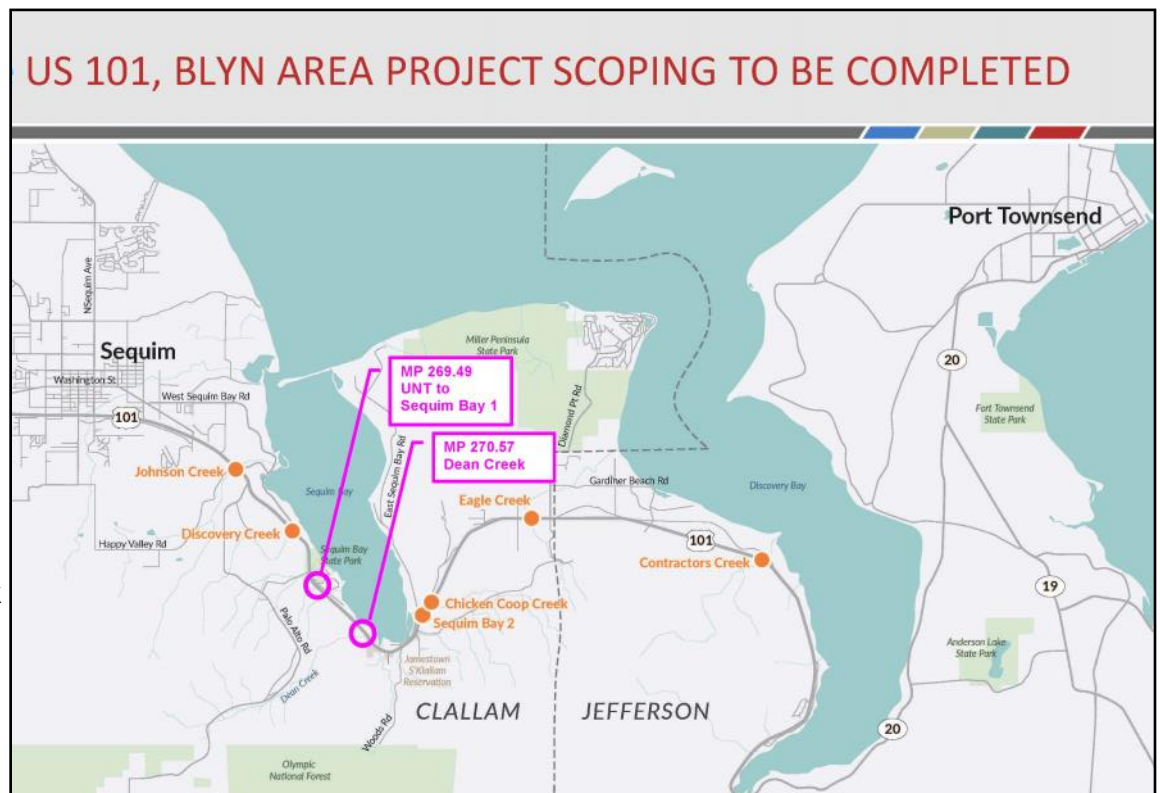 US 101, BLYN AREA PROJECT SCOPING TO BE COMPLETED
Port Townsend
NSequim Ave
Miller Peninsula
State Park
Sequim
MP 269.49
UNT to
Sequim Bay 1
20
Washington St
West Sequim Bay Rd
Diamond Pt Rd
Fort Townsend
State Park
101
MP 270.57
Dean Creek
East Sequim Bay Rd
Johnson Creek
Sequim Bay
Gardiner Beach Rd
Discovery Bay
Eagle Creek
Discovery Creek
Happy Valley Rd
Sequim Bay
State Park
101
Contractors Creek
19
Chicken Coop Creek
Sequim Bay 2
Palo Alto Rd
Anderson Lake
State Park
Jamestown
S'Klallam
Reservation
Dean Creek
CLALLAM
JEFFERSON
Woods Rd
20
Olympic
National Forest